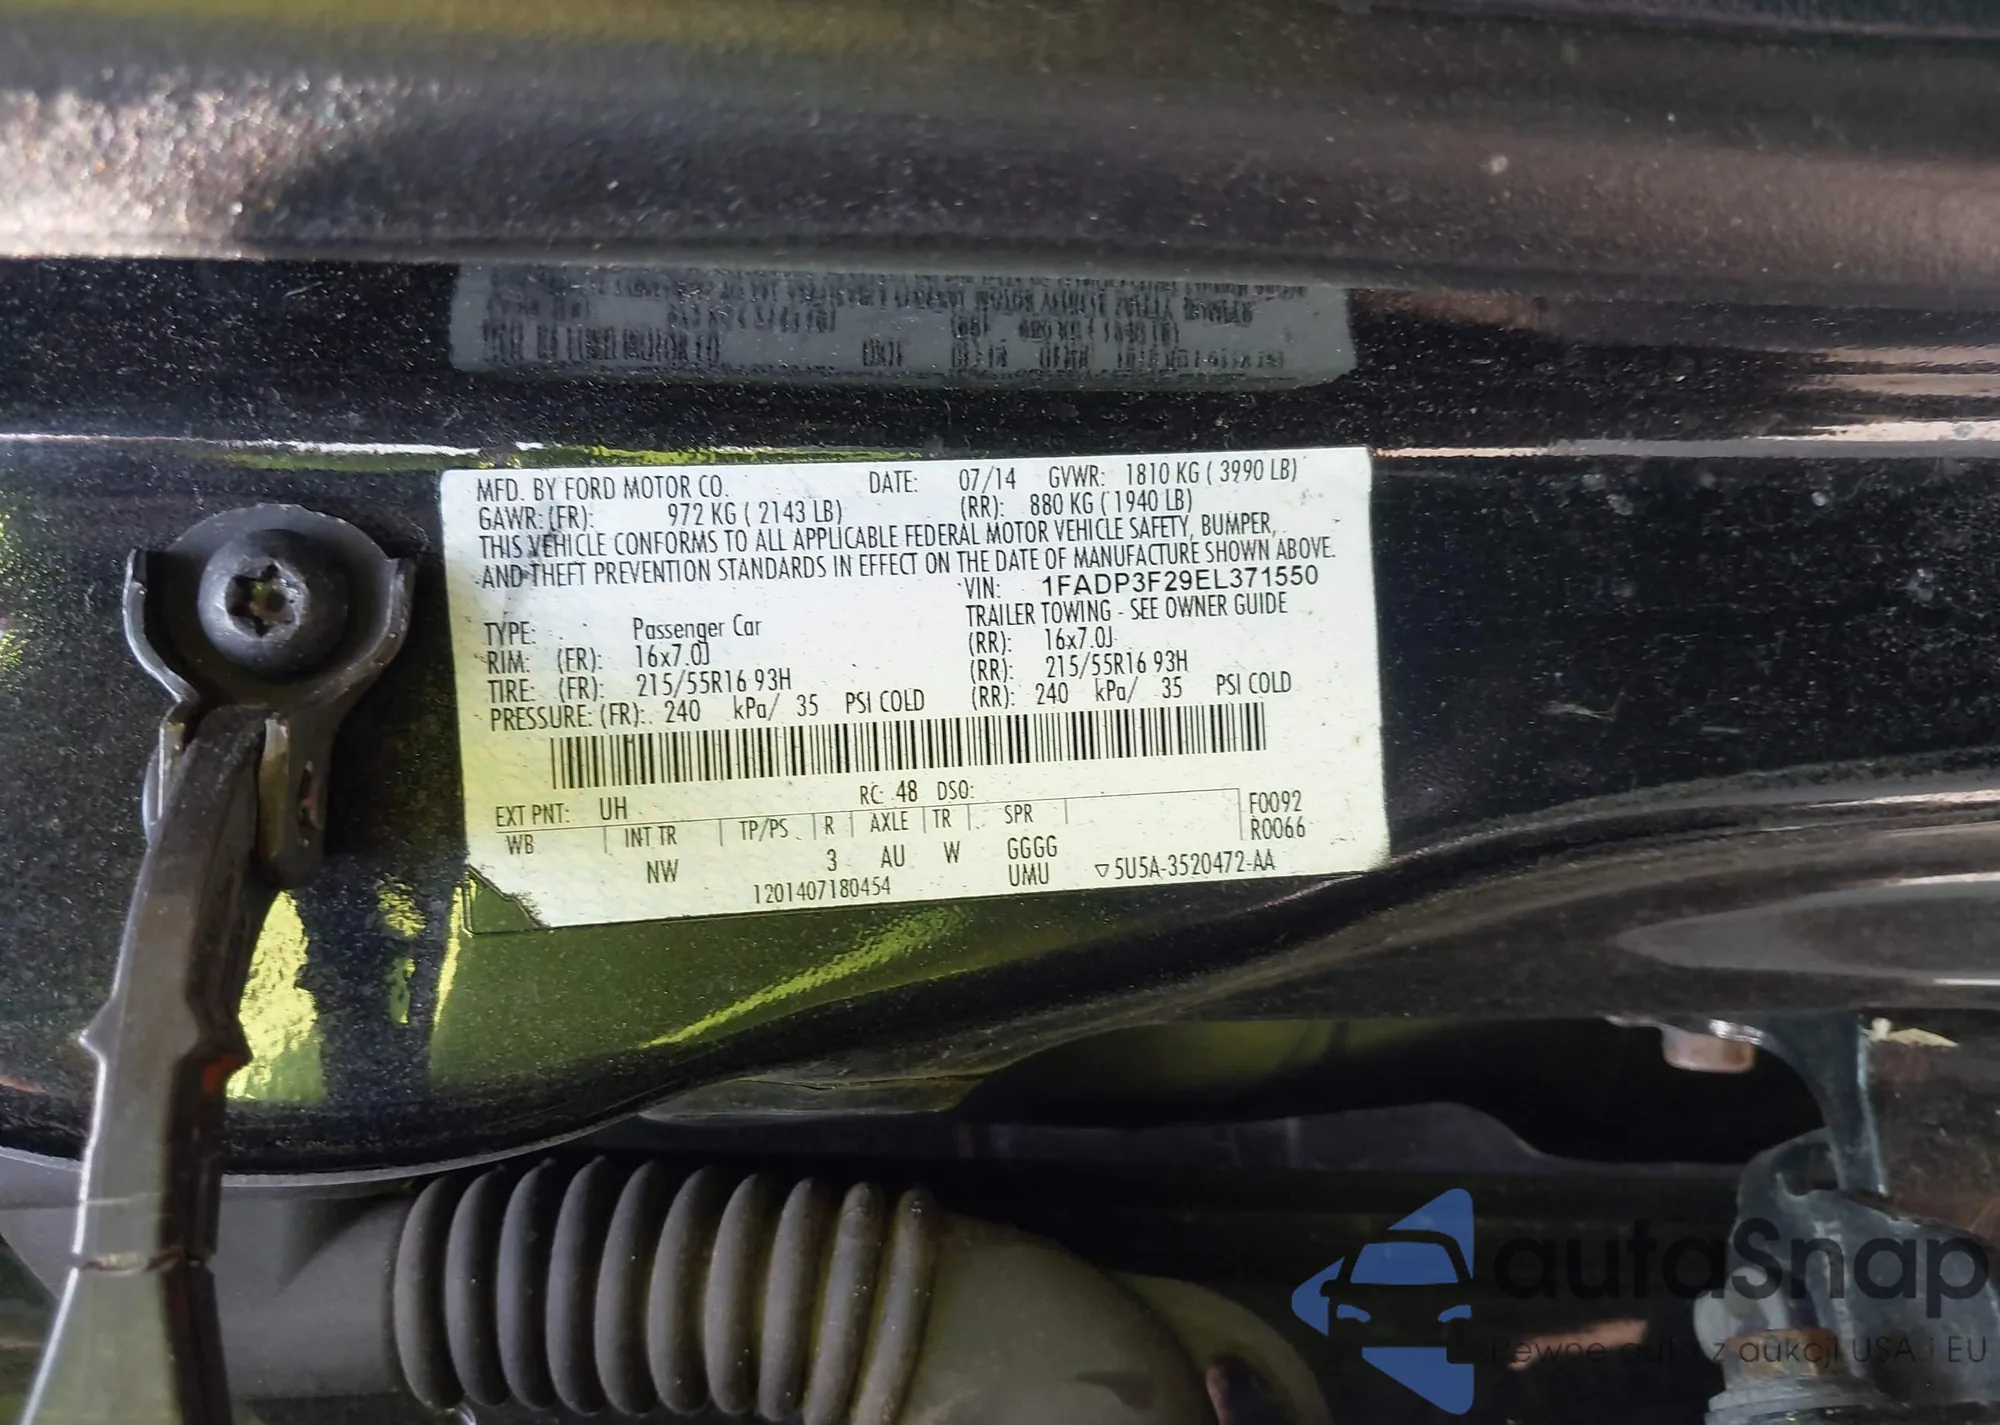 MFD. BY FORD MOTOR CO. DATE: 07/14 GVWR: 1810 KG ( 3990 LB)
GAWR: (FR): 972 KG ( 2143 LB) (RR): 880 KG ( 1940 LB)
THIS VEHICLE CONFORMS TO ALL APPLICABLE FEDERAL MOTOR VEHICLE SAFETY, BUMPER,
AND THEFT PREVENTION STANDARDS IN EFFECT ON THE DATE OF MANUFACTURE SHOWN ABOVE.
VIN: 1FADP3F29EL371550
TRAILER TOWING - SEE OWNER GUIDE
TYPE: Passenger Car
RIM: (FR): 16x7.0J (RR): 16x7.0J
TIRE: (FR): 215/55R16 93H (RR): 215/55R16 93H
PRESSURE: (FR): 240 kPa/ 35 PSI COLD (RR): 240 kPa/ 35 PSI COLD
EXT PNT: UH RC: 48 DSO:
WB INT TR TP/PS R AXLE TR SPR F0092
R0066
NW 3 AU W GGGG
UMU ▽5U5A-3520472-AA
1201407180454
autaSnap
Pewne auta z aukcji USA i EU